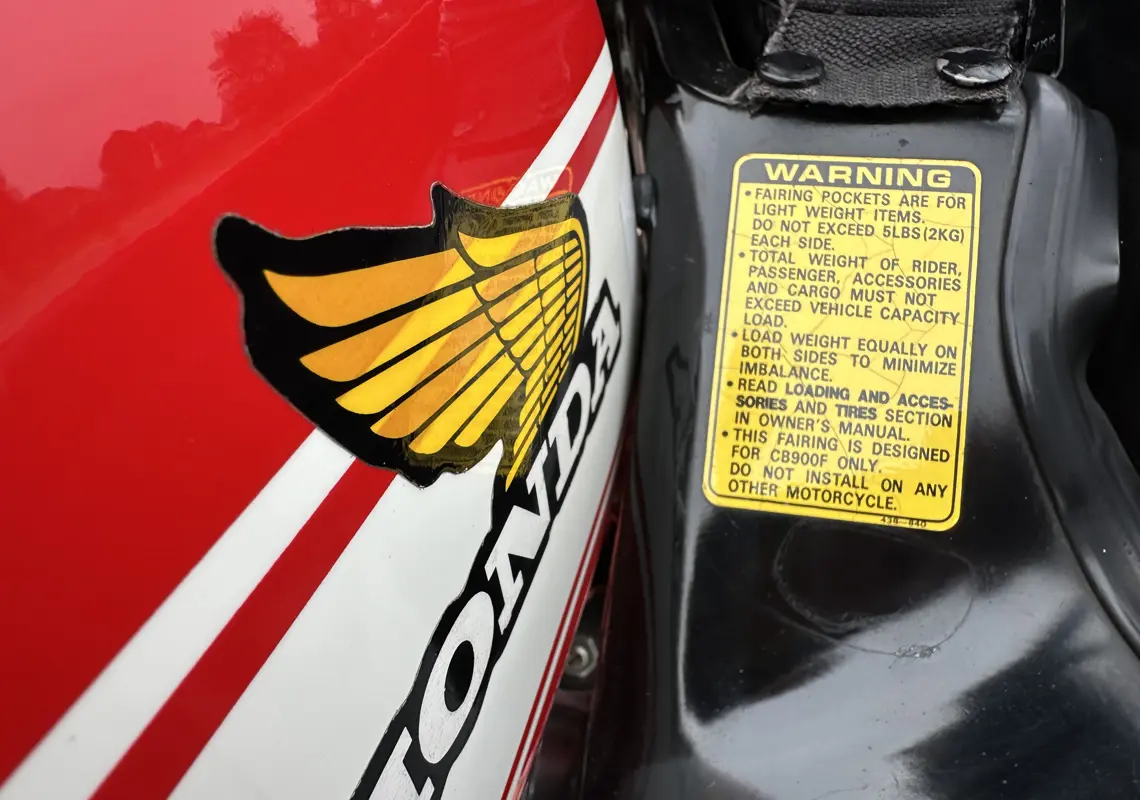 HONDA
YKK
WARNING
• FAIRING POCKETS ARE FOR
LIGHT WEIGHT ITEMS.
DO NOT EXCEED 5LBS(2KG)
EACH SIDE.
• TOTAL WEIGHT OF RIDER,
PASSENGER, ACCESSORIES
AND CARGO MUST NOT
EXCEED VEHICLE CAPACITY
LOAD.
• LOAD WEIGHT EQUALLY ON
BOTH SIDES TO MINIMIZE
IMBALANCE.
• READ LOADING AND ACCES-
SORIES AND TIRES SECTION
IN OWNER'S MANUAL.
• THIS FAIRING IS DESIGNED
FOR CB900F ONLY.
DO NOT INSTALL ON ANY
OTHER MOTORCYCLE.
438-840